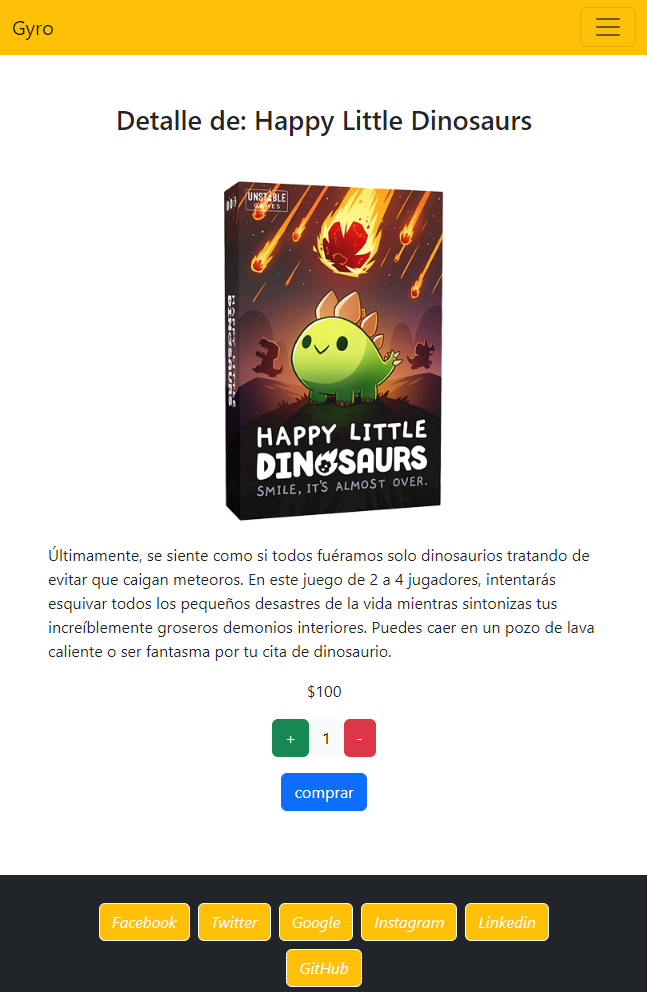 Gyro
Detalle de: Happy Little Dinosaurs
UNSTABLE
GAMES
HAPPY LITTLE
DINOSAURS
HAPPY LITTLE
DINOSAURS
SMILE, IT'S ALMOST OVER.
Últimamente, se siente como si todos fuéramos solo dinosaurios tratando de
evitar que caigan meteoros. En este juego de 2 a 4 jugadores, intentarás
esquivar todos los pequeños desastres de la vida mientras sintonizas tus
increíblemente groseros demonios interiores. Puedes caer en un pozo de lava
caliente o ser fantasma por tu cita de dinosaurio.
$100
+ 1 -
comprar
Facebook Twitter Google Instagram Linkedin
GitHub